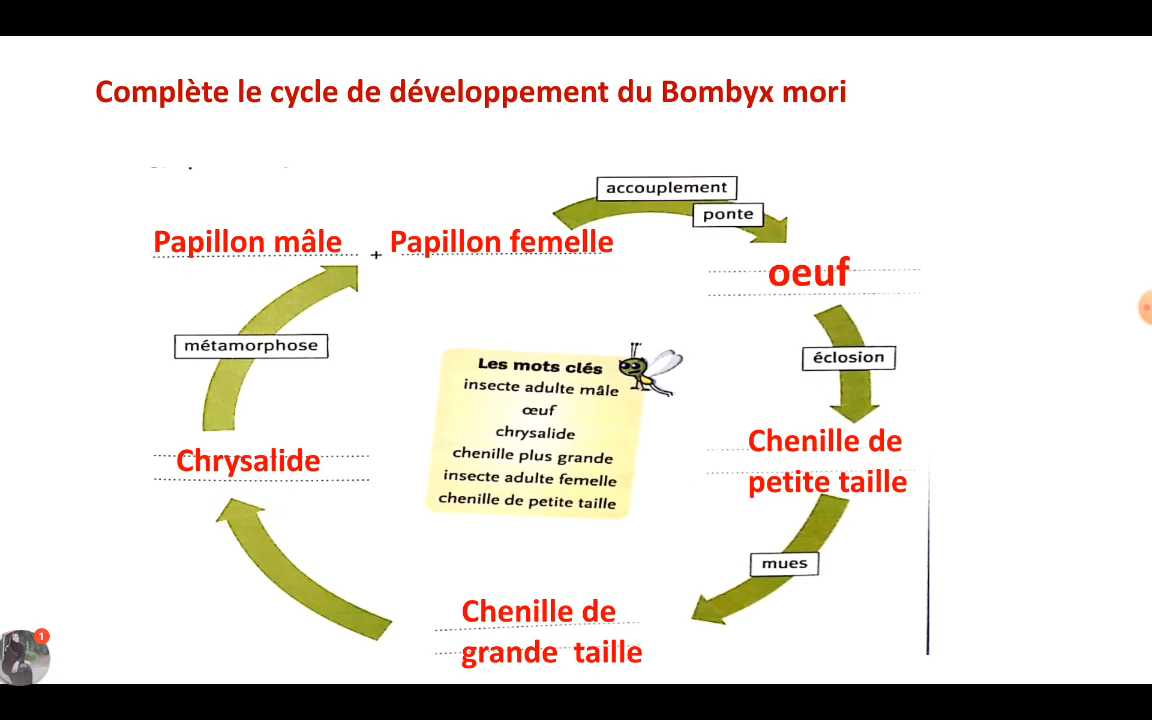 Complète le cycle de développement du Bombyx mori
accouplement
ponte
Papillon mâle + Papillon femelle
oeuf
métamorphose
éclosion
Les mots clés
insecte adulte mâle
œuf
chrysalide
chenille plus grande
insecte adulte femelle
chenille de petite taille
Chenille de
petite taille
Chrysalide
mues
Chenille de
grande taille
1